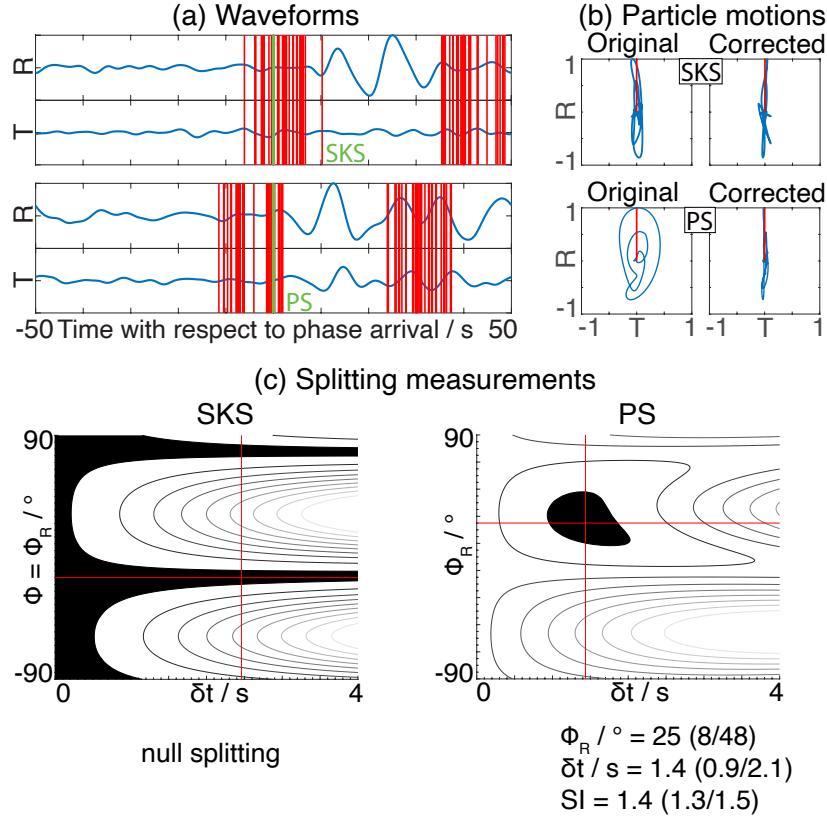 (a) Waveforms
R
T
SKS
R
T
PS
-50 Time with respect to phase arrival / s 50
(b) Particle motions
Original Corrected
SKS
1
R
-1
Original Corrected
PS
1
R
-1
-1 T 1 -1 T 1
(c) Splitting measurements
SKS
90
Φ = Φ_R / °
-90
0 δt / s 4
null splitting
PS
90
Φ_R / °
-90
0 δt / s 4
Φ_R / ° = 25 (8/48)
δt / s = 1.4 (0.9/2.1)
SI = 1.4 (1.3/1.5)